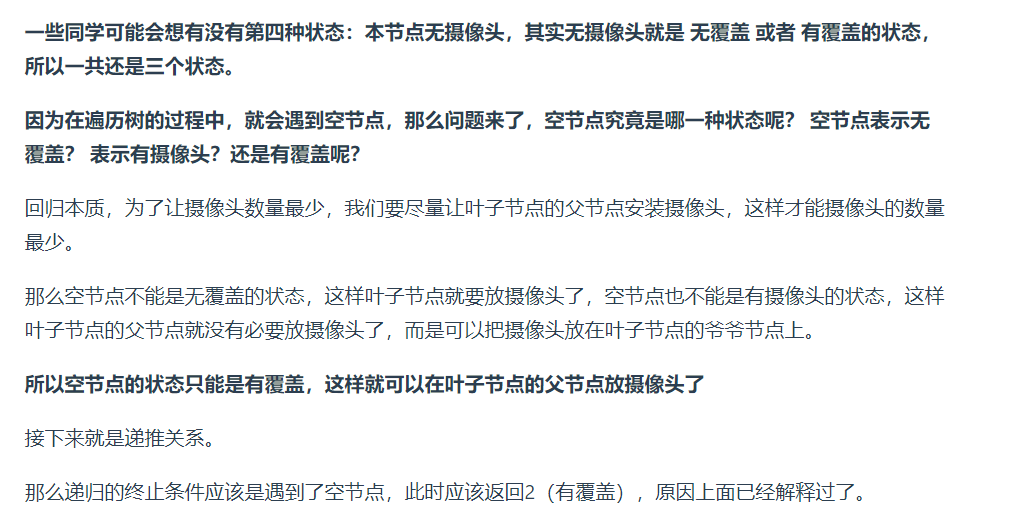 一些同学可能会想有没有第四种状态：本节点无摄像头，其实无摄像头就是 无覆盖 或者 有覆盖的状态，
所以一共还是三个状态。
因为在遍历树的过程中，就会遇到空节点，那么问题来了，空节点究竟是哪一种状态呢？ 空节点表示无
覆盖？ 表示有摄像头？还是有覆盖呢？
回归本质，为了让摄像头数量最少，我们要尽量让叶子节点的父节点安装摄像头，这样才能摄像头的数量
最少。
那么空节点不能是无覆盖的状态，这样叶子节点就要放摄像头了，空节点也不能是有摄像头的状态，这样
叶子节点的父节点就没有必要放摄像头了，而是可以把摄像头放在叶子节点的爷爷节点上。
所以空节点的状态只能是有覆盖，这样就可以在叶子节点的父节点放摄像头了
接下来就是递推关系。
那么递归的终止条件应该是遇到了空节点，此时应该返回2（有覆盖），原因上面已经解释过了。